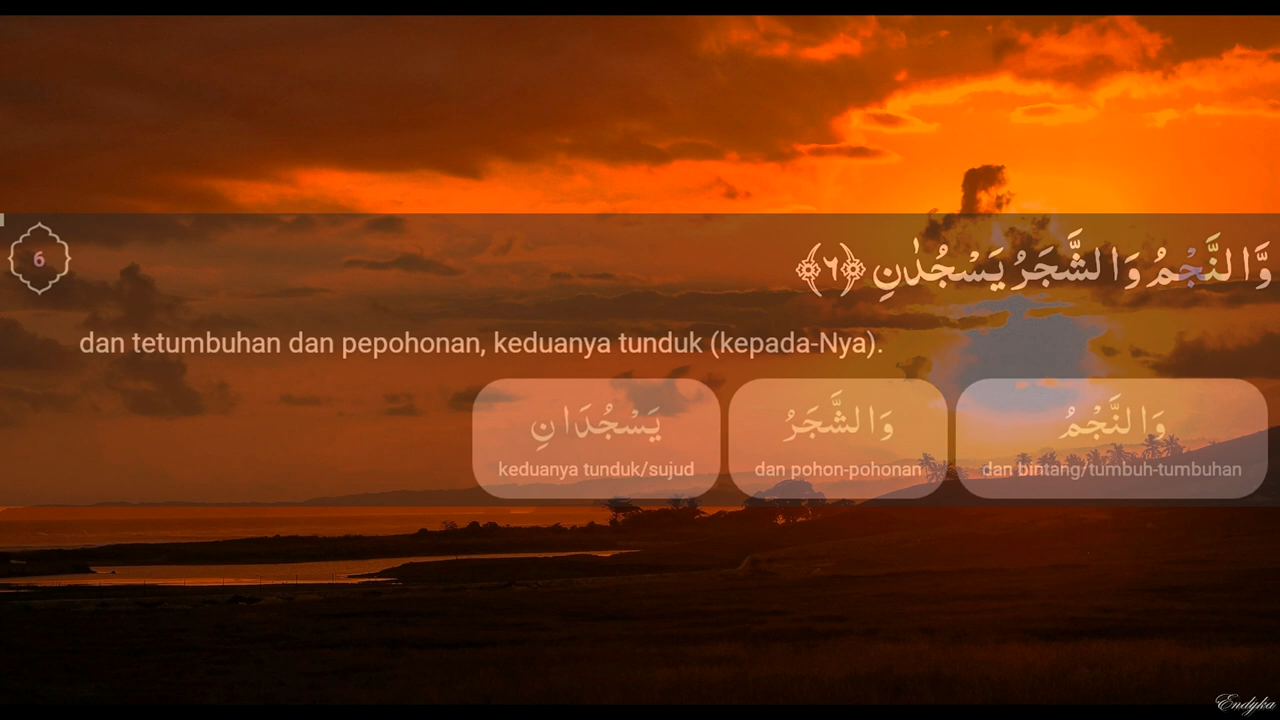 6
وَّالنَّجْمُ وَالشَّجَرُ يَسْجُدٰنِ ﴿٦﴾
dan tetumbuhan dan pepohonan, keduanya tunduk (kepada-Nya).
وَالنَّجْمُ وَالشَّجَرُ يَسْجُدَانِ
dan bintang/tumbuh-tumbuhan dan pohon-pohonan keduanya tunduk/sujud
Endyka